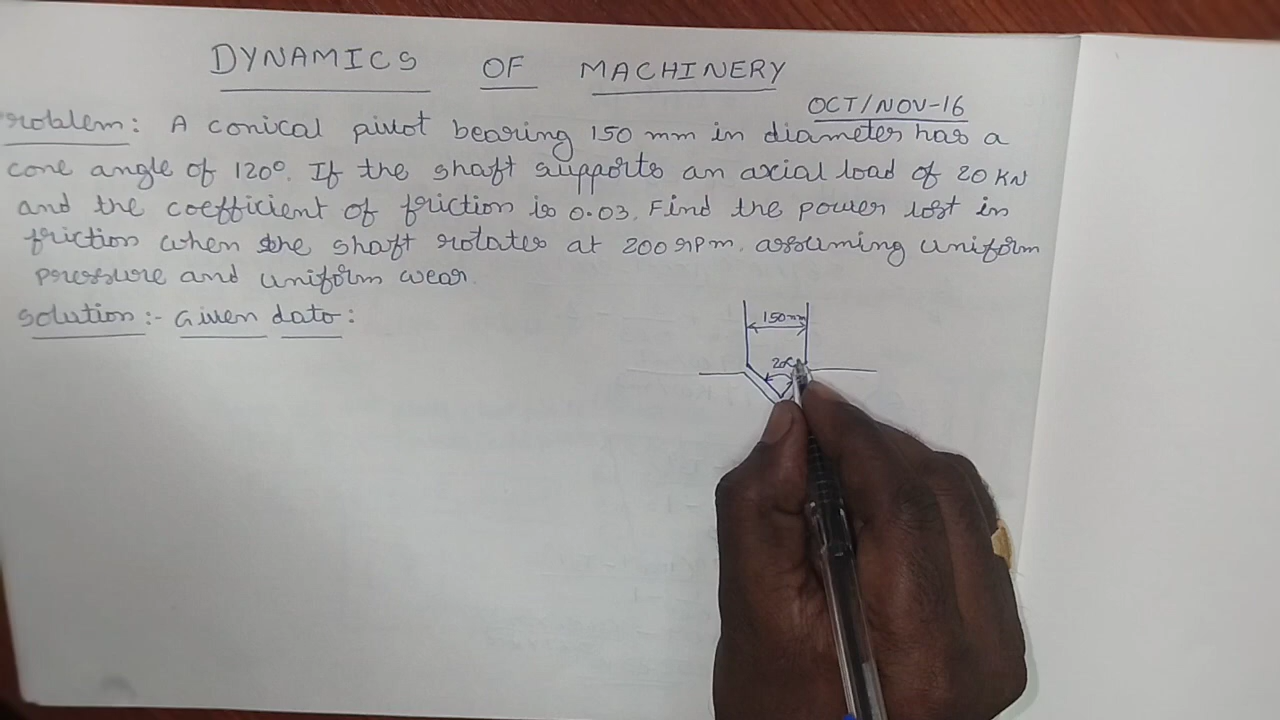 DYNAMICS OF MACHINERY
OCT/NOV-16
roblem: A conical pivot bearing 150 mm in diameter has a
cone angle of 120°. If the shaft supports an axial load of 20 KN
and the coefficient of friction is 0.03. Find the power lost in
friction when the shaft rotates at 200 rpm. assuming uniform
pressure and uniform wear.
Solution:- Given data:
150mm
2α